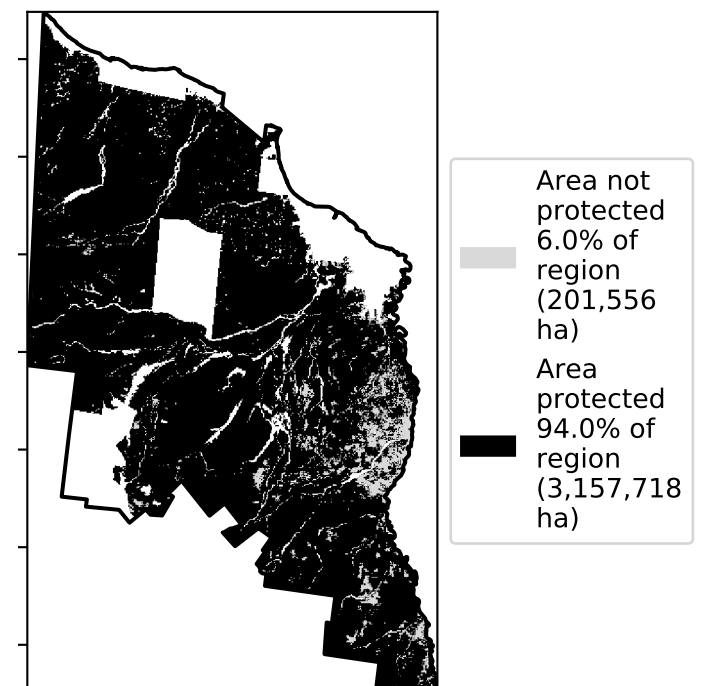 Area not
protected
6.0% of
region
(201,556
ha)
Area
protected
94.0% of
region
(3,157,718
ha)